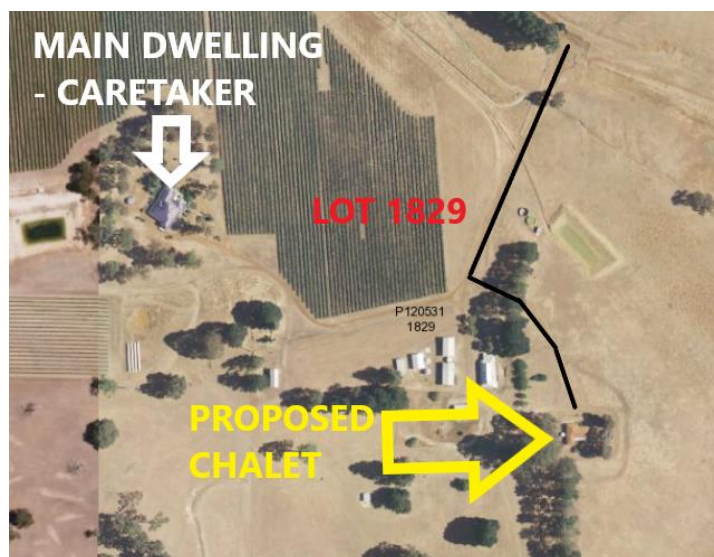 MAIN DWELLING
- CARETAKER
LOT 1829
P120531
1829
PROPOSED
CHALET